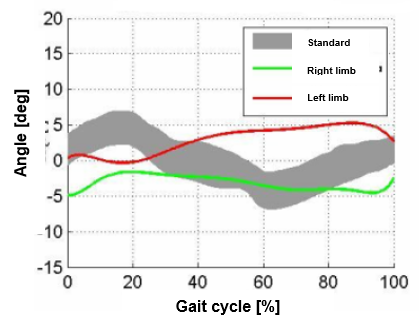 20
15
10
5
0
-5
-10
-15
Angle [deg]
Standard
Right limb
Left limb
0 20 40 60 80 100
Gait cycle [%]